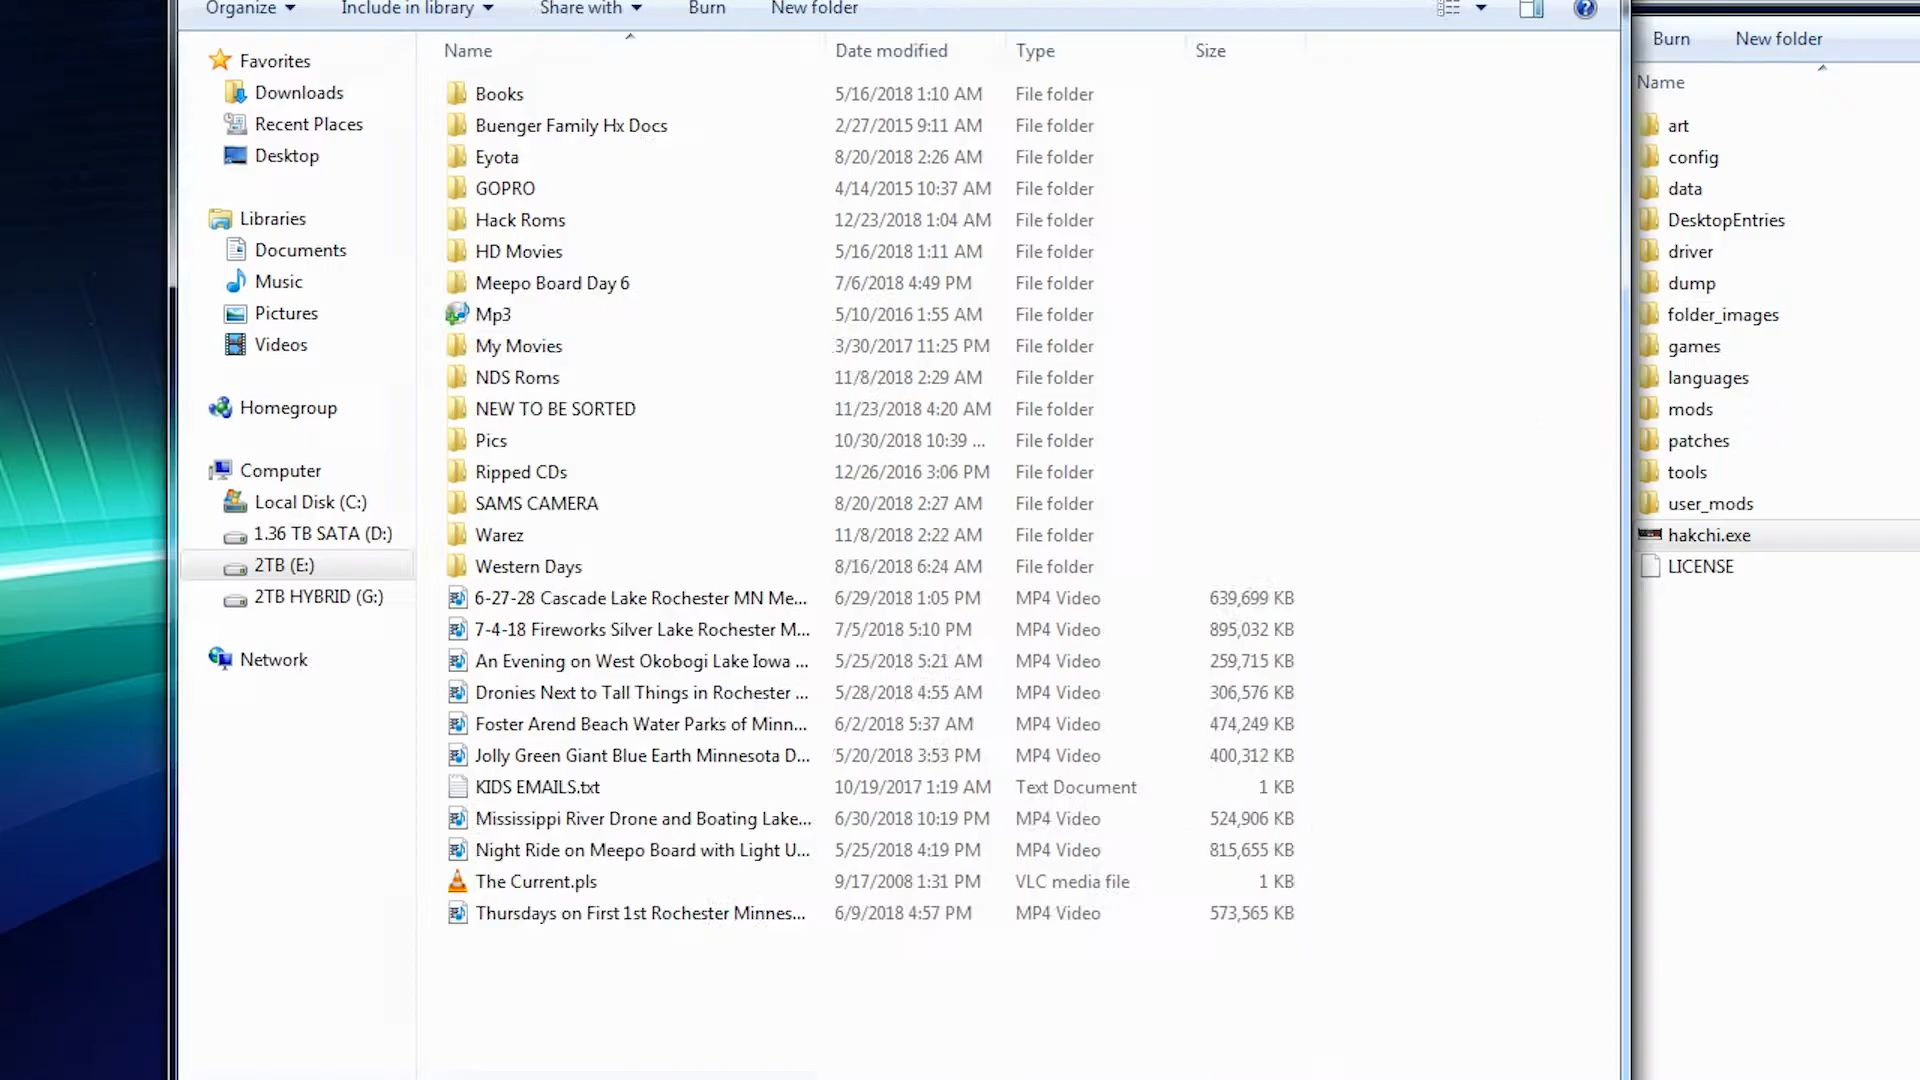 Organize
Include in library
Share with
Burn
New folder
Name
Date modified
Type
Size
Favorites
Downloads
Recent Places
Desktop
Libraries
Documents
Music
Pictures
Videos
Homegroup
Computer
Local Disk (C:)
1.36 TB SATA (D:)
2TB (E:)
2TB HYBRID (G:)
Network
Books 5/16/2018 1:10 AM File folder
Buenger Family Hx Docs 2/27/2015 9:11 AM File folder
Eyota 8/20/2018 2:26 AM File folder
GOPRO 4/14/2015 10:37 AM File folder
Hack Roms 12/23/2018 1:04 AM File folder
HD Movies 5/16/2018 1:11 AM File folder
Meepo Board Day 6 7/6/2018 4:49 PM File folder
Mp3 5/10/2016 1:55 AM File folder
My Movies 3/30/2017 11:25 PM File folder
NDS Roms 11/8/2018 2:29 AM File folder
NEW TO BE SORTED 11/23/2018 4:20 AM File folder
Pics 10/30/2018 10:39 ... File folder
Ripped CDs 12/26/2016 3:06 PM File folder
SAMS CAMERA 8/20/2018 2:27 AM File folder
Warez 11/8/2018 2:22 AM File folder
Western Days 8/16/2018 6:24 AM File folder
6-27-28 Cascade Lake Rochester MN Me... 6/29/2018 1:05 PM MP4 Video 639,699 KB
7-4-18 Fireworks Silver Lake Rochester M... 7/5/2018 5:10 PM MP4 Video 895,032 KB
An Evening on West Okobogi Lake Iowa ... 5/25/2018 5:21 AM MP4 Video 259,715 KB
Dronies Next to Tall Things in Rochester ... 5/28/2018 4:55 AM MP4 Video 306,576 KB
Foster Arend Beach Water Parks of Minn... 6/2/2018 5:37 AM MP4 Video 474,249 KB
Jolly Green Giant Blue Earth Minnesota D... 5/20/2018 3:53 PM MP4 Video 400,312 KB
KIDS EMAILS.txt 10/19/2017 1:19 AM Text Document 1 KB
Mississippi River Drone and Boating Lake... 6/30/2018 10:19 PM MP4 Video 524,906 KB
Night Ride on Meepo Board with Light U... 5/25/2018 4:19 PM MP4 Video 815,655 KB
The Current.pls 9/17/2008 1:31 PM VLC media file 1 KB
Thursdays on First 1st Rochester Minnes... 6/9/2018 4:57 PM MP4 Video 573,565 KB
Burn
New folder
Name
art
config
data
DesktopEntries
driver
dump
folder_images
games
languages
mods
patches
tools
user_mods
hakchi.exe
LICENSE